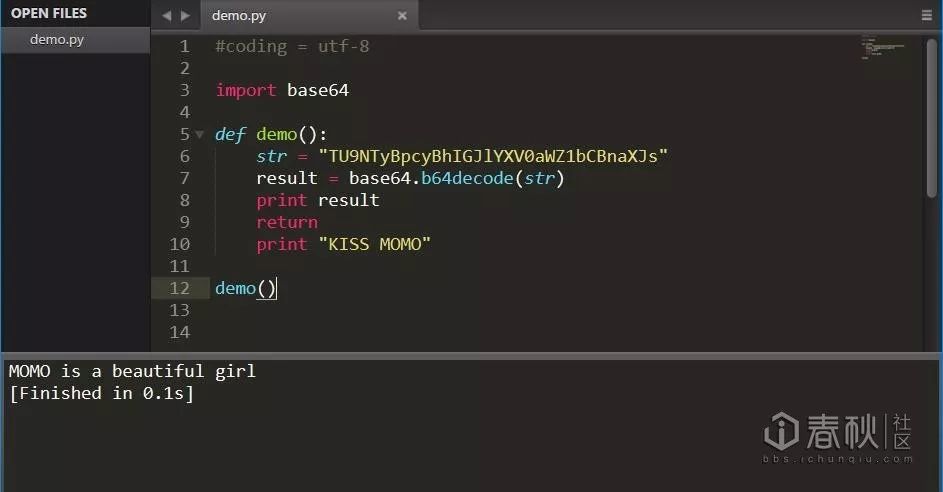 OPEN FILES
demo.py
demo.py ×
1 #coding = utf-8
2
3 import base64
4
5 def demo():
6     str = "TU9NTyBpcyBhIGJlYXV0aWZ1bCBnaXJs"
7     result = base64.b64decode(str)
8     print result
9     return
10     print "KISS MOMO"
11
12 demo()
13
14
MOMO is a beautiful girl
[Finished in 0.1s]
春秋 社区
bbs.ichunqiu.com